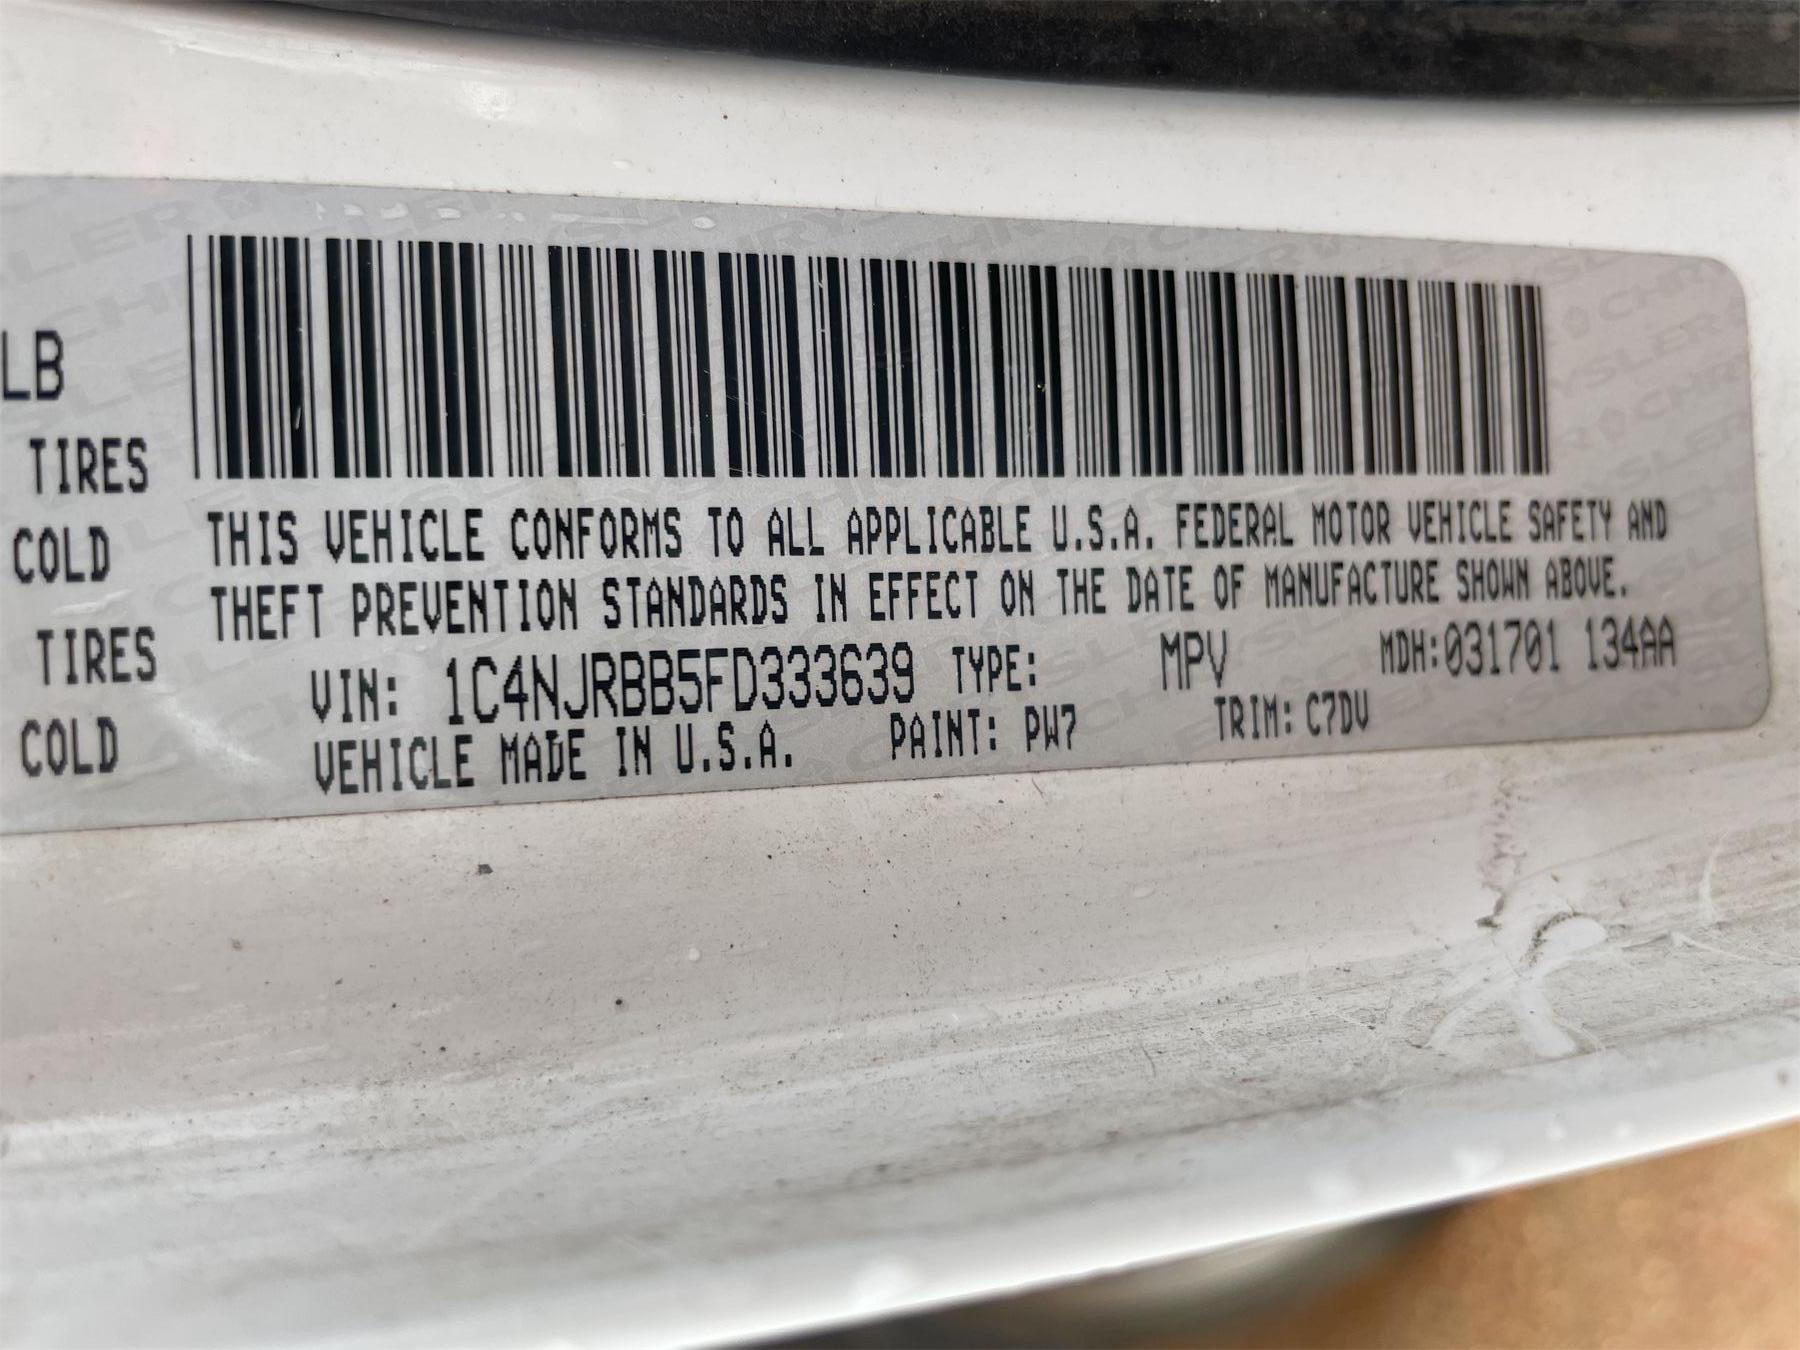 LB
TIRES
COLD
TIRES
COLD
THIS VEHICLE CONFORMS TO ALL APPLICABLE U.S.A. FEDERAL MOTOR VEHICLE SAFETY AND
THEFT PREVENTION STANDARDS IN EFFECT ON THE DATE OF MANUFACTURE SHOWN ABOVE.
VIN: 1C4NJRBB5FD333639 TYPE: MPV MDH:031701 134AA
VEHICLE MADE IN U.S.A. PAINT: PW7 TRIM: C7DV